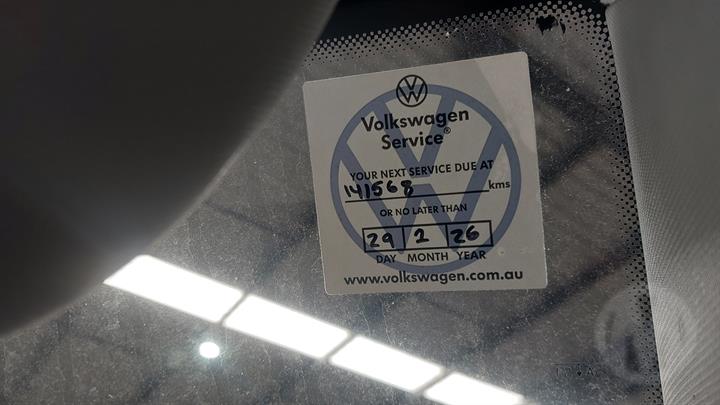 Volkswagen
Service®
YOUR NEXT SERVICE DUE AT
141568 kms
OR NO LATER THAN
29 2 26
DAY MONTH YEAR
www.volkswagen.com.au